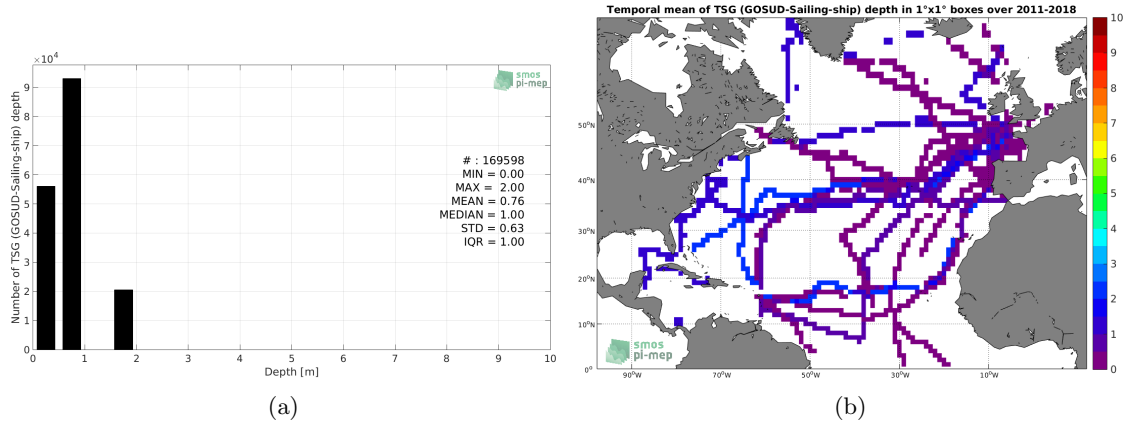 ×10⁴
9
8
7
6
5
4
3
2
1
0
Number of TSG (GOSUD-Sailing-ship) depth
smos
pi-mep
# : 169598
MIN = 0.00
MAX = 2.00
MEAN = 0.76
MEDIAN = 1.00
STD = 0.63
IQR = 1.00
0 1 2 3 4 5 6 7 8 9 10
Depth [m]
(a)
Temporal mean of TSG (GOSUD-Sailing-ship) depth in 1°x1° boxes over 2011-2018
50°N
40°N
30°N
20°N
10°N
0°
smos
pi-mep
90°W 70°W 50°W 30°W 10°W
10
9
8
7
6
5
4
3
2
1
0
(b)